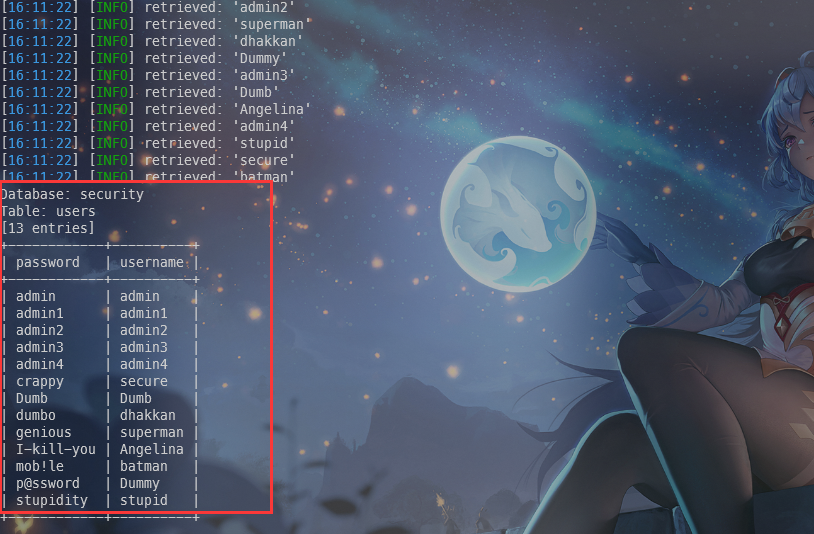 [16:11:22] [INFO] retrieved: 'admin2'
[16:11:22] [INFO] retrieved: 'superman'
[16:11:22] [INFO] retrieved: 'dhakkan'
[16:11:22] [INFO] retrieved: 'Dummy'
[16:11:22] [INFO] retrieved: 'admin3'
[16:11:22] [INFO] retrieved: 'Dumb'
[16:11:22] [INFO] retrieved: 'Angelina'
[16:11:22] [INFO] retrieved: 'admin4'
[16:11:22] [INFO] retrieved: 'stupid'
[16:11:22] [INFO] retrieved: 'secure'
[16:11:22] [INFO] retrieved: 'batman'
Database: security
Table: users
[13 entries]
+------------+----------+
| password   | username |
+------------+----------+
| admin      | admin    |
| admin1     | admin1   |
| admin2     | admin2   |
| admin3     | admin3   |
| admin4     | admin4   |
| crappy     | secure   |
| Dumb       | Dumb     |
| dumbo      | dhakkan  |
| genious    | superman |
| I-kill-you | Angelina |
| mob!le     | batman   |
| p@ssword   | Dummy    |
| stupidity  | stupid   |
+------------+----------+